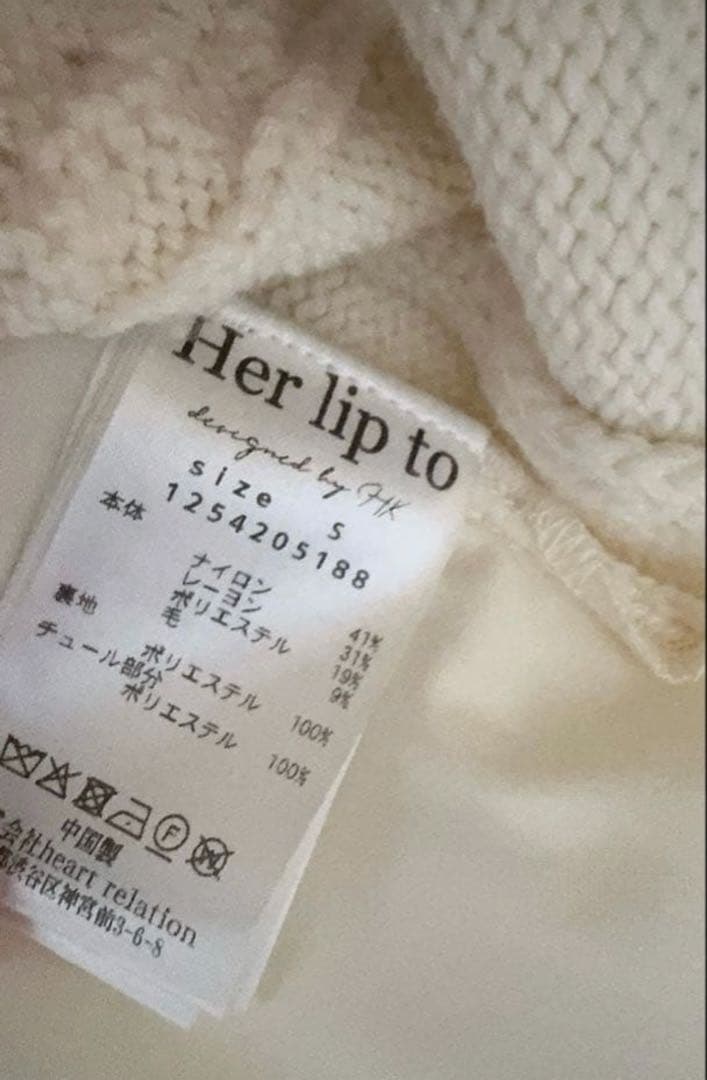 Her lip to
designed by HK
size S
1254205188
本体
ナイロン 41%
レーヨン 31%
ポリエステル 19%
毛 9%
裏地
ポリエステル 100%
チュール部分
ポリエステル 100%
F
W
中国製
会社heart relation
都渋谷区神宮前3-6-8